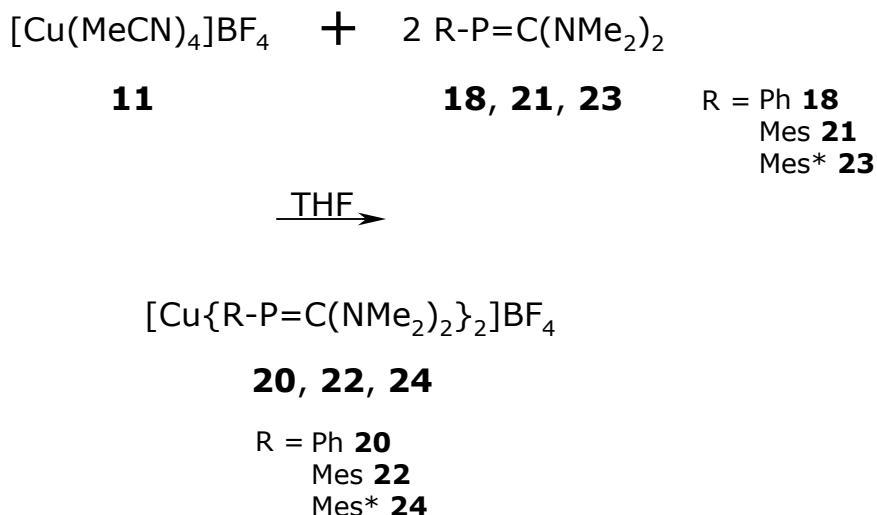 [Cu(MeCN)4]BF4 + 2 R-P=C(NMe2)2
11 18, 21, 23 R = Ph 18
Mes 21
Mes* 23
THF
[Cu{R-P=C(NMe2)2}2]BF4
20, 22, 24
R = Ph 20
Mes 22
Mes* 24